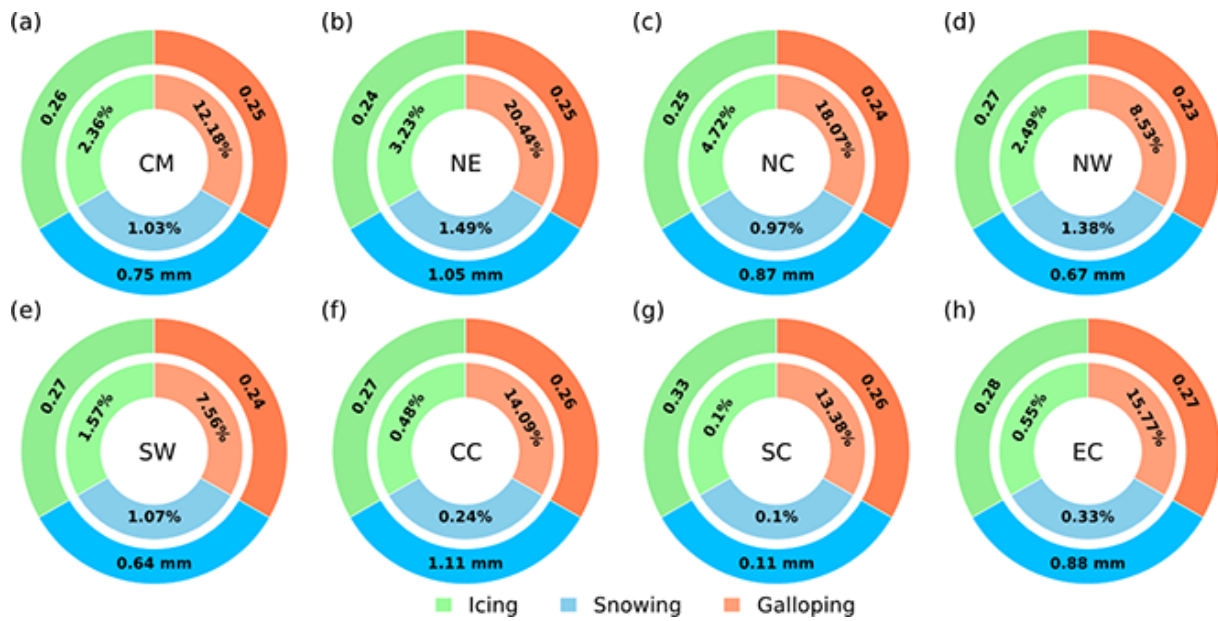 (a)
0.26
0.25
2.36%
12.18%
CM
1.03%
0.75 mm
(b)
0.24
0.25
3.23%
20.44%
NE
1.49%
1.05 mm
(c)
0.25
0.24
4.72%
18.07%
NC
0.97%
0.87 mm
(d)
0.27
0.23
2.49%
8.53%
NW
1.38%
0.67 mm
(e)
0.27
0.24
1.57%
7.56%
SW
1.07%
0.64 mm
(f)
0.27
0.26
0.48%
14.09%
CC
0.24%
1.11 mm
(g)
0.33
0.26
0.1%
13.38%
SC
0.1%
0.11 mm
(h)
0.28
0.27
0.55%
15.77%
EC
0.33%
0.88 mm
Icing Snowing Galloping